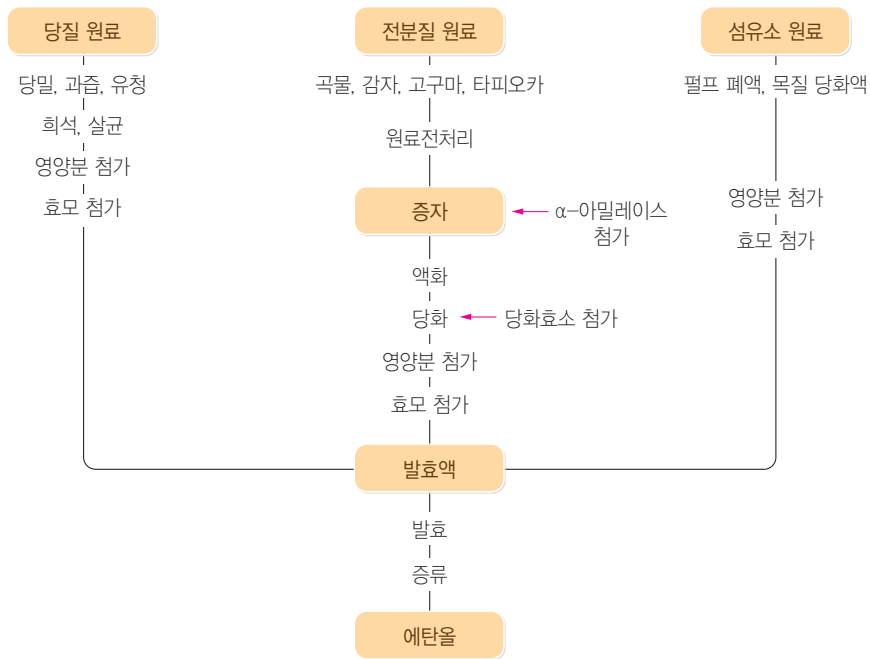 당질 원료
당밀, 과즙, 유청
희석, 살균
영양분 첨가
효모 첨가
전분질 원료
곡물, 감자, 고구마, 타피오카
원료전처리
증자
α-아밀레이스
첨가
액화
당화
당화효소 첨가
영양분 첨가
효모 첨가
섬유소 원료
펄프 폐액, 목질 당화액
영양분 첨가
효모 첨가
발효액
발효
증류
에탄올